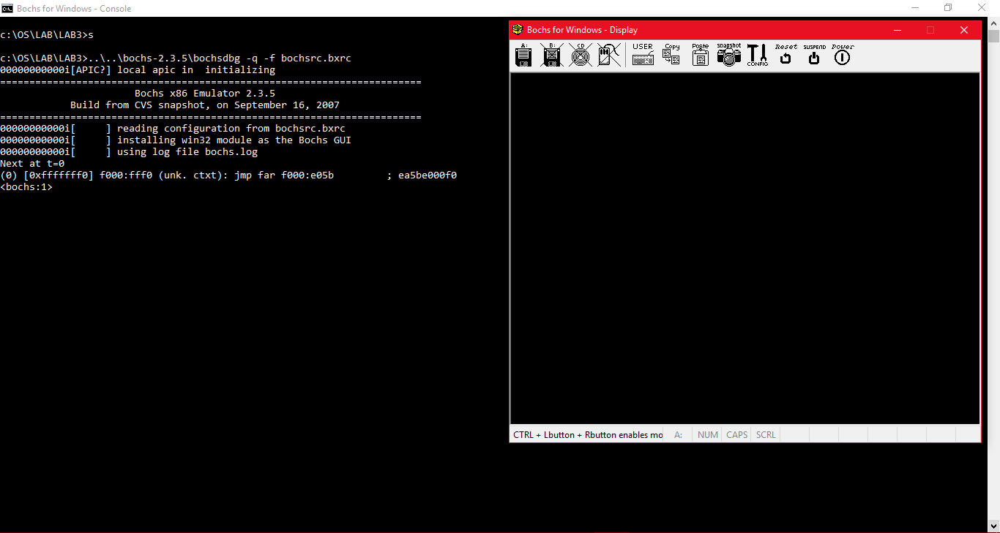 Bochs for Windows - Console
c:\OS\LAB\LAB3>s
c:\OS\LAB\LAB3>..\..\bochs-2.3.5\bochsdbg -q -f bochsrc.bxrc
00000000000i[APIC?] local apic in  initializing
========================================================================
Bochs x86 Emulator 2.3.5
Build from CVS snapshot, on September 16, 2007
========================================================================
00000000000i[     ] reading configuration from bochsrc.bxrc
00000000000i[     ] installing win32 module as the Bochs GUI
00000000000i[     ] using log file bochs.log
Next at t=0
(0) [0xfffffff0] f000:fff0 (unk. ctxt): jmp far f000:e05b         ; ea5be000f0
<bochs:1>
Bochs for Windows - Display
A: B: CD USER Copy Paste snapshot CONFIG Reset SUSPEND Power
CTRL + Lbutton + Rbutton enables mo A: NUM CAPS SCRL